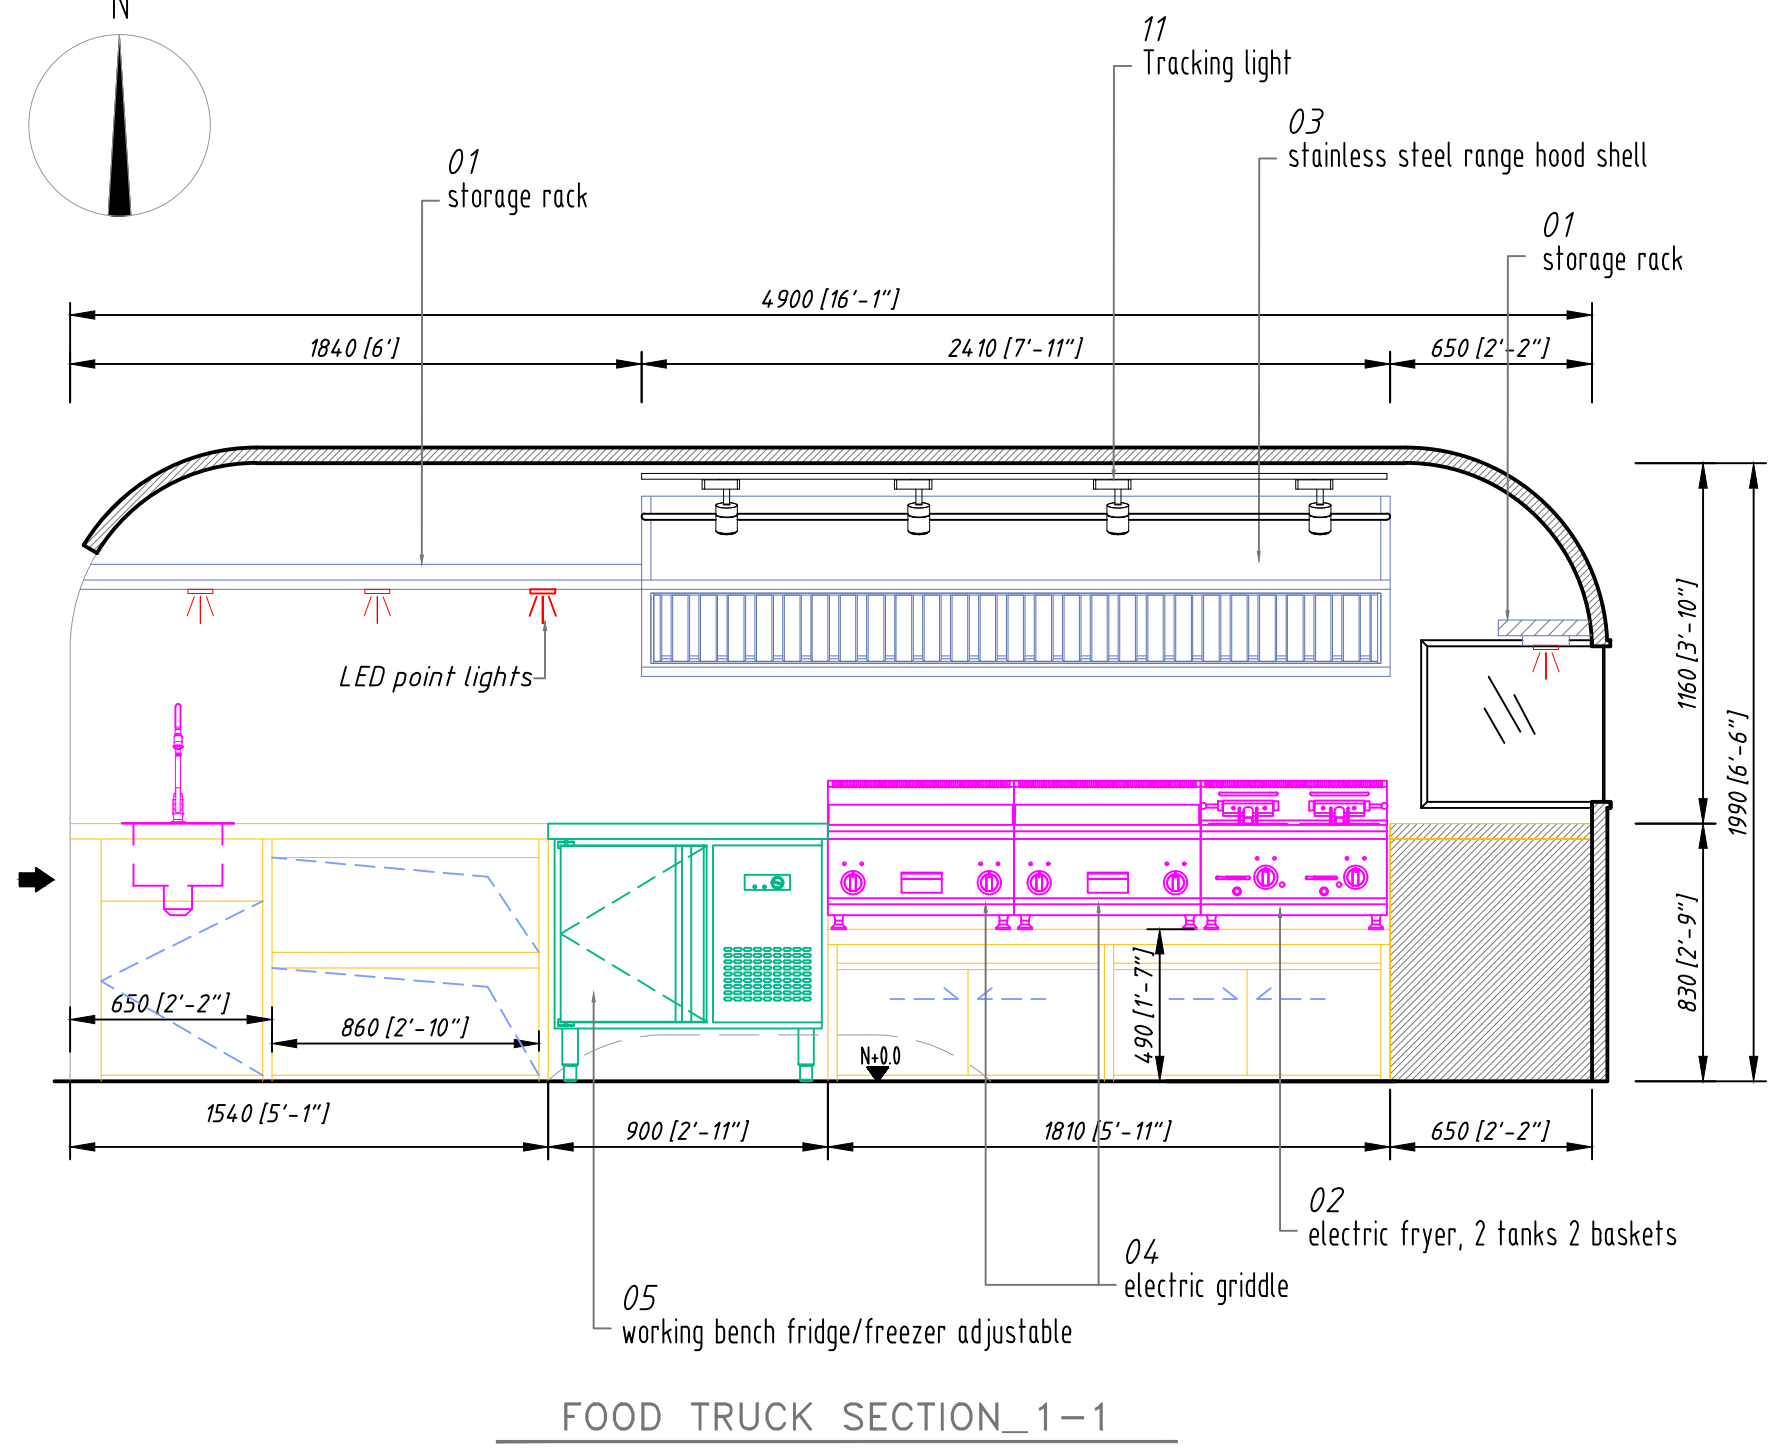 N
11
Tracking light
03
stainless steel range hood shell
01
storage rack
01
storage rack
4900 [16'-1"]
1840 [6']
2410 [7'-11"]
650 [2'-2"]
1160 [3'-10"]
1990 [6'-6"]
LED point lights
830 [2'-9"]
490 [1'-7"]
650 [2'-2"]
860 [2'-10"]
N+0.0
1540 [5'-1"]
900 [2'-11"]
1810 [5'-11"]
650 [2'-2"]
02
electric fryer, 2 tanks 2 baskets
04
electric griddle
05
working bench fridge/freezer adjustable
FOOD TRUCK SECTION_1-1